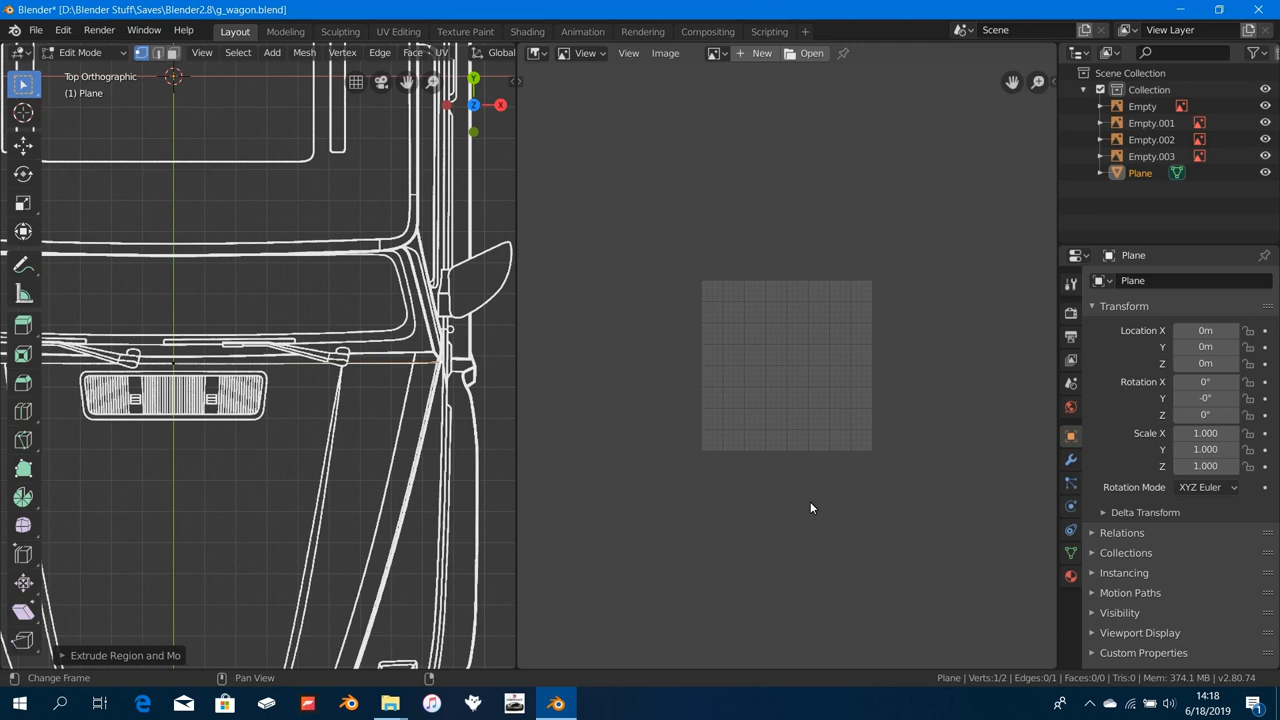 Blender* [D:\Blender Stuff\Saves\Blender2.8\g_wagon.blend]
File Edit Render Window Help Layout Modeling Sculpting UV Editing Texture Paint Shading Animation Rendering Compositing Scripting Scene View Layer
Edit Mode View Select Add Mesh Vertex Edge Face UV Global View View Image New Open
Top Orthographic
(1) Plane
Y
Z
X
Scene Collection
Collection
Empty
Empty.001
Empty.002
Empty.003
Plane
Plane
Plane
Transform
Location X 0m
Y 0m
Z 0m
Rotation X 0°
Y -0°
Z 0°
Scale X 1.000
Y 1.000
Z 1.000
Rotation Mode XYZ Euler
Delta Transform
Relations
Collections
Instancing
Motion Paths
Visibility
Viewport Display
Custom Properties
Extrude Region and Mo
Change Frame Pan View Plane | Verts:1/2 | Edges:0/1 | Faces:0/0 | Tris:0 | Mem: 374.1 MB | v2.80.74
14:18
6/18/2019